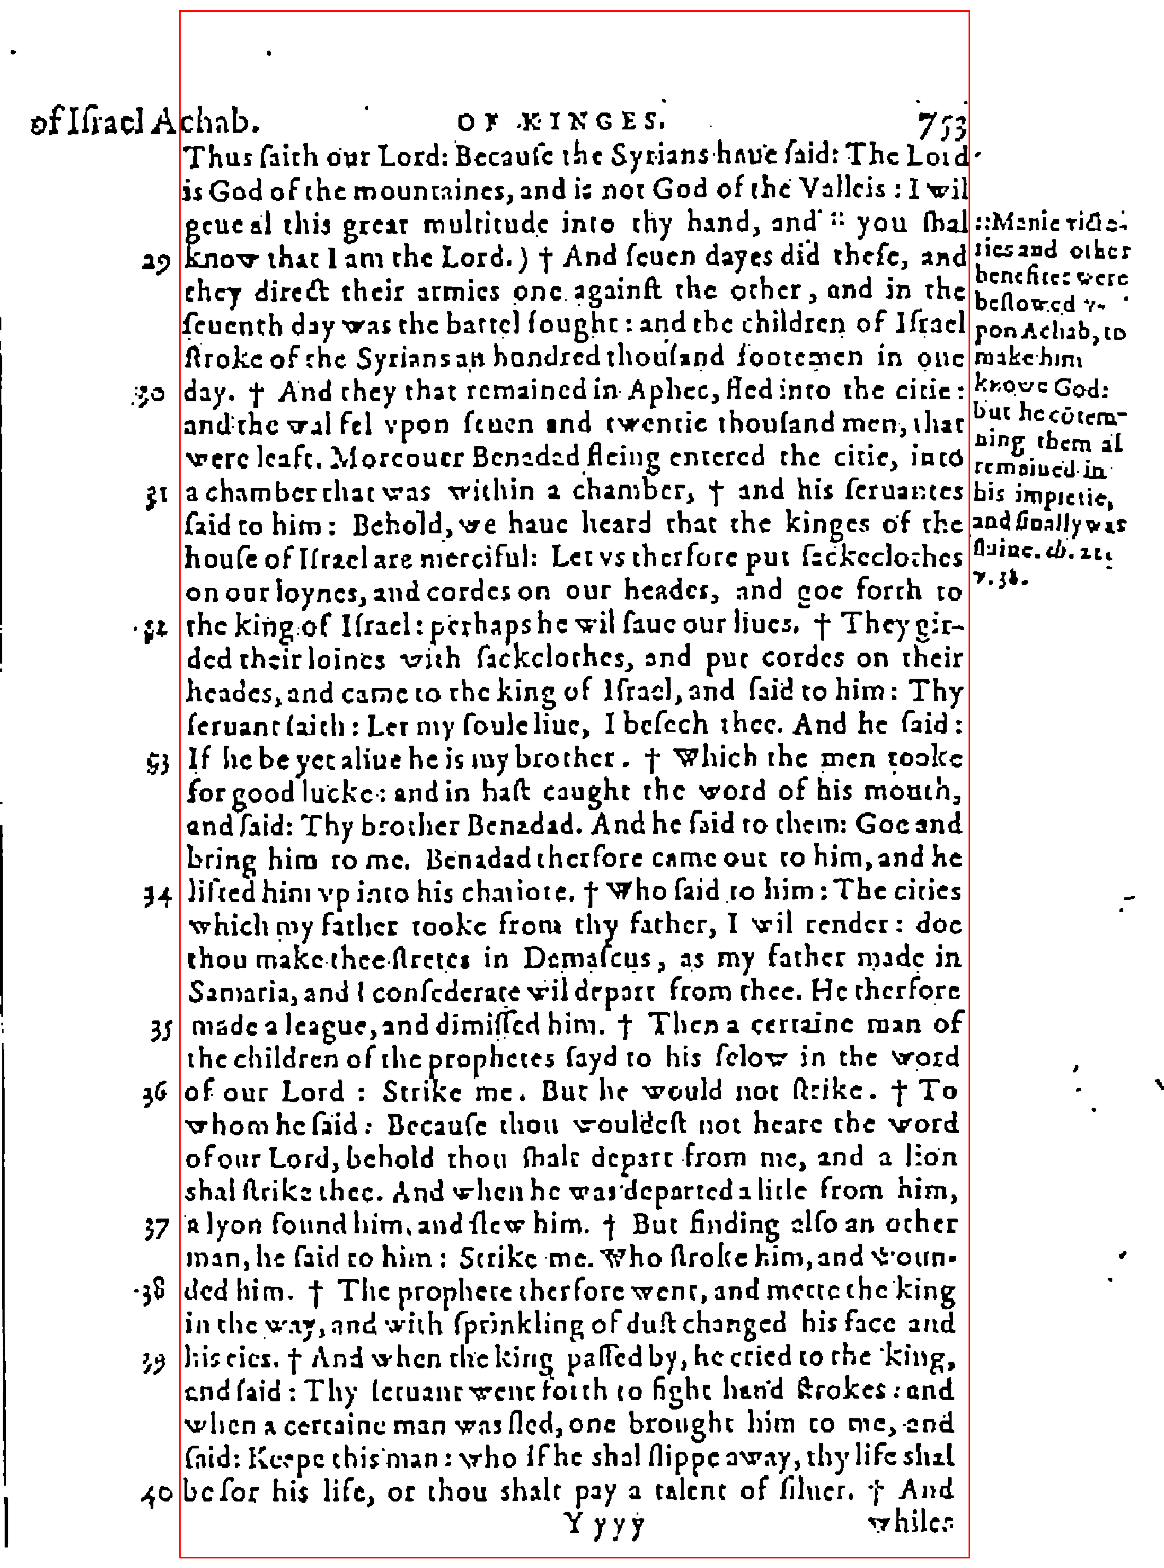 of Iſrael Achab. OF KINGES. 753
Thus ſaith our Lord: Becauſe the Syrians haue ſaid: The Lord
is God of the mountaines, and is not God of the Valleis: I wil
geue al this great multitude into thy hand, and :: you ſhal
29 know that I am the Lord.) † And ſeuen dayes did theſe, and
they direct their armies one againſt the other, and in the
ſeuenth day was the battel fought: and the children of Iſrael
ſtroke of the Syrians an hundred thouſand footemen in one
30 day. † And they that remained in Aphec, fled into the citie:
and the wal fel vpon ſeuen and twentie thouſand men, that
were leaft. Moreouer Benadad fleing entered the citie, into
31 a chamber that was within a chamber, † and his ſeruantes
ſaid to him: Behold, we haue heard that the kinges of the
houſe of Iſrael are merciful: Let vs therfore put ſackeclothes
on our loynes, and cordes on our heades, and goe forth to
32 the king of Iſrael: perhaps he wil ſaue our liues. † They gir-
ded their loines with ſackclothes, and put cordes on their
heades, and came to the king of Iſrael, and ſaid to him: Thy
ſeruant ſaith: Let my ſoule liue, I beſech thee. And he ſaid:
33 If he be yet aliue he is my brother. † Which the men tooke
for good lucke: and in haſt caught the word of his mouth,
and ſaid: Thy brother Benadad. And he ſaid to them: Goe and
bring him to me. Benadad therfore came out to him, and he
34 lifted him vp into his chariote. † Who ſaid to him: The cities
which my father tooke from thy father, I wil render: doe
thou make thee ſtretes in Damaſcus, as my father made in
Samaria, and I confederate wil depart from thee. He therfore
35 made a league, and dimiſſed him. † Then a certaine man of
the children of the prophetes ſayd to his felow in the word
36 of our Lord: Strike me. But he would not ſtrike. † To
whom he ſaid: Becauſe thou wouldeſt not heare the word
of our Lord, behold thou ſhalt depart from me, and a lion
shal ſtrike thee. And when he was departed a litle from him,
37 a lyon found him, and ſlew him. † But finding alſo an other
man, he ſaid to him: Strike me. Who ſtroke him, and woun-
38 ded him. † The prophete therfore went, and mette the king
in the way, and with ſprinkling of duſt changed his face and
39 his eies. † And when the king paſſed by, he cried to the king,
and ſaid: Thy ſeruant went forth to fight hand ſtrokes: and
when a certaine man was fled, one brought him to me, and
ſaid: Keepe this man: who if he shal ſlippe away, thy life shal
40 be for his life, or thou shalt pay a talent of ſiluer. † And
Yyyy whiles
:: Manie victo-
ries and other
benefites were
beſtowed v-
pon Achab, to
make him
knowe God:
but he cōtem-
ning them al
remained in
his impietie,
and finally was
ſlaine. ch. 22.
v. 38.